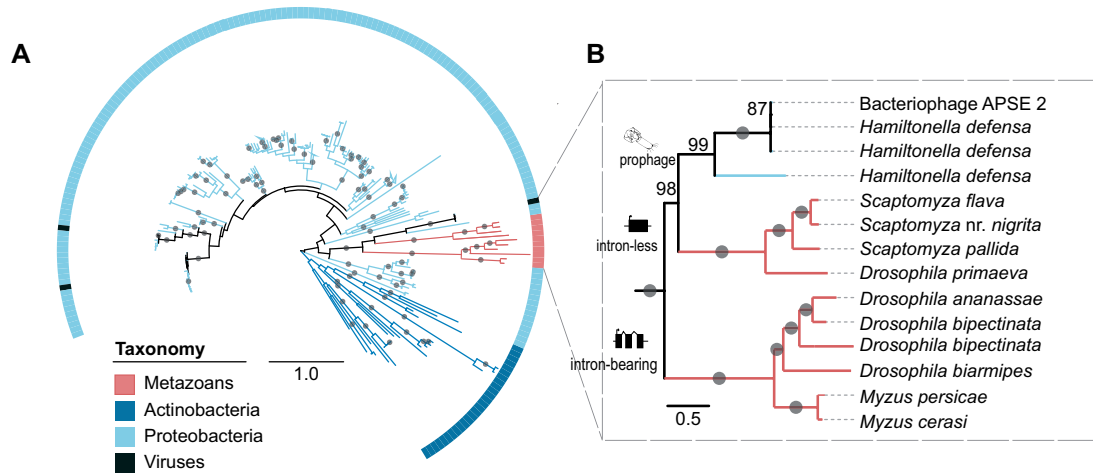 A
B
87
Bacteriophage APSE 2
Hamiltonella defensa
prophage
99
Hamiltonella defensa
Hamiltonella defensa
98
Scaptomyza flava
Scaptomyza nr. nigrita
intron-less
Scaptomyza pallida
Drosophila primaeva
Drosophila ananassae
Drosophila bipectinata
Drosophila bipectinata
intron-bearing
Drosophila biarmipes
Myzus persicae
Myzus cerasi
0.5
Taxonomy
1.0
Metazoans
Actinobacteria
Proteobacteria
Viruses